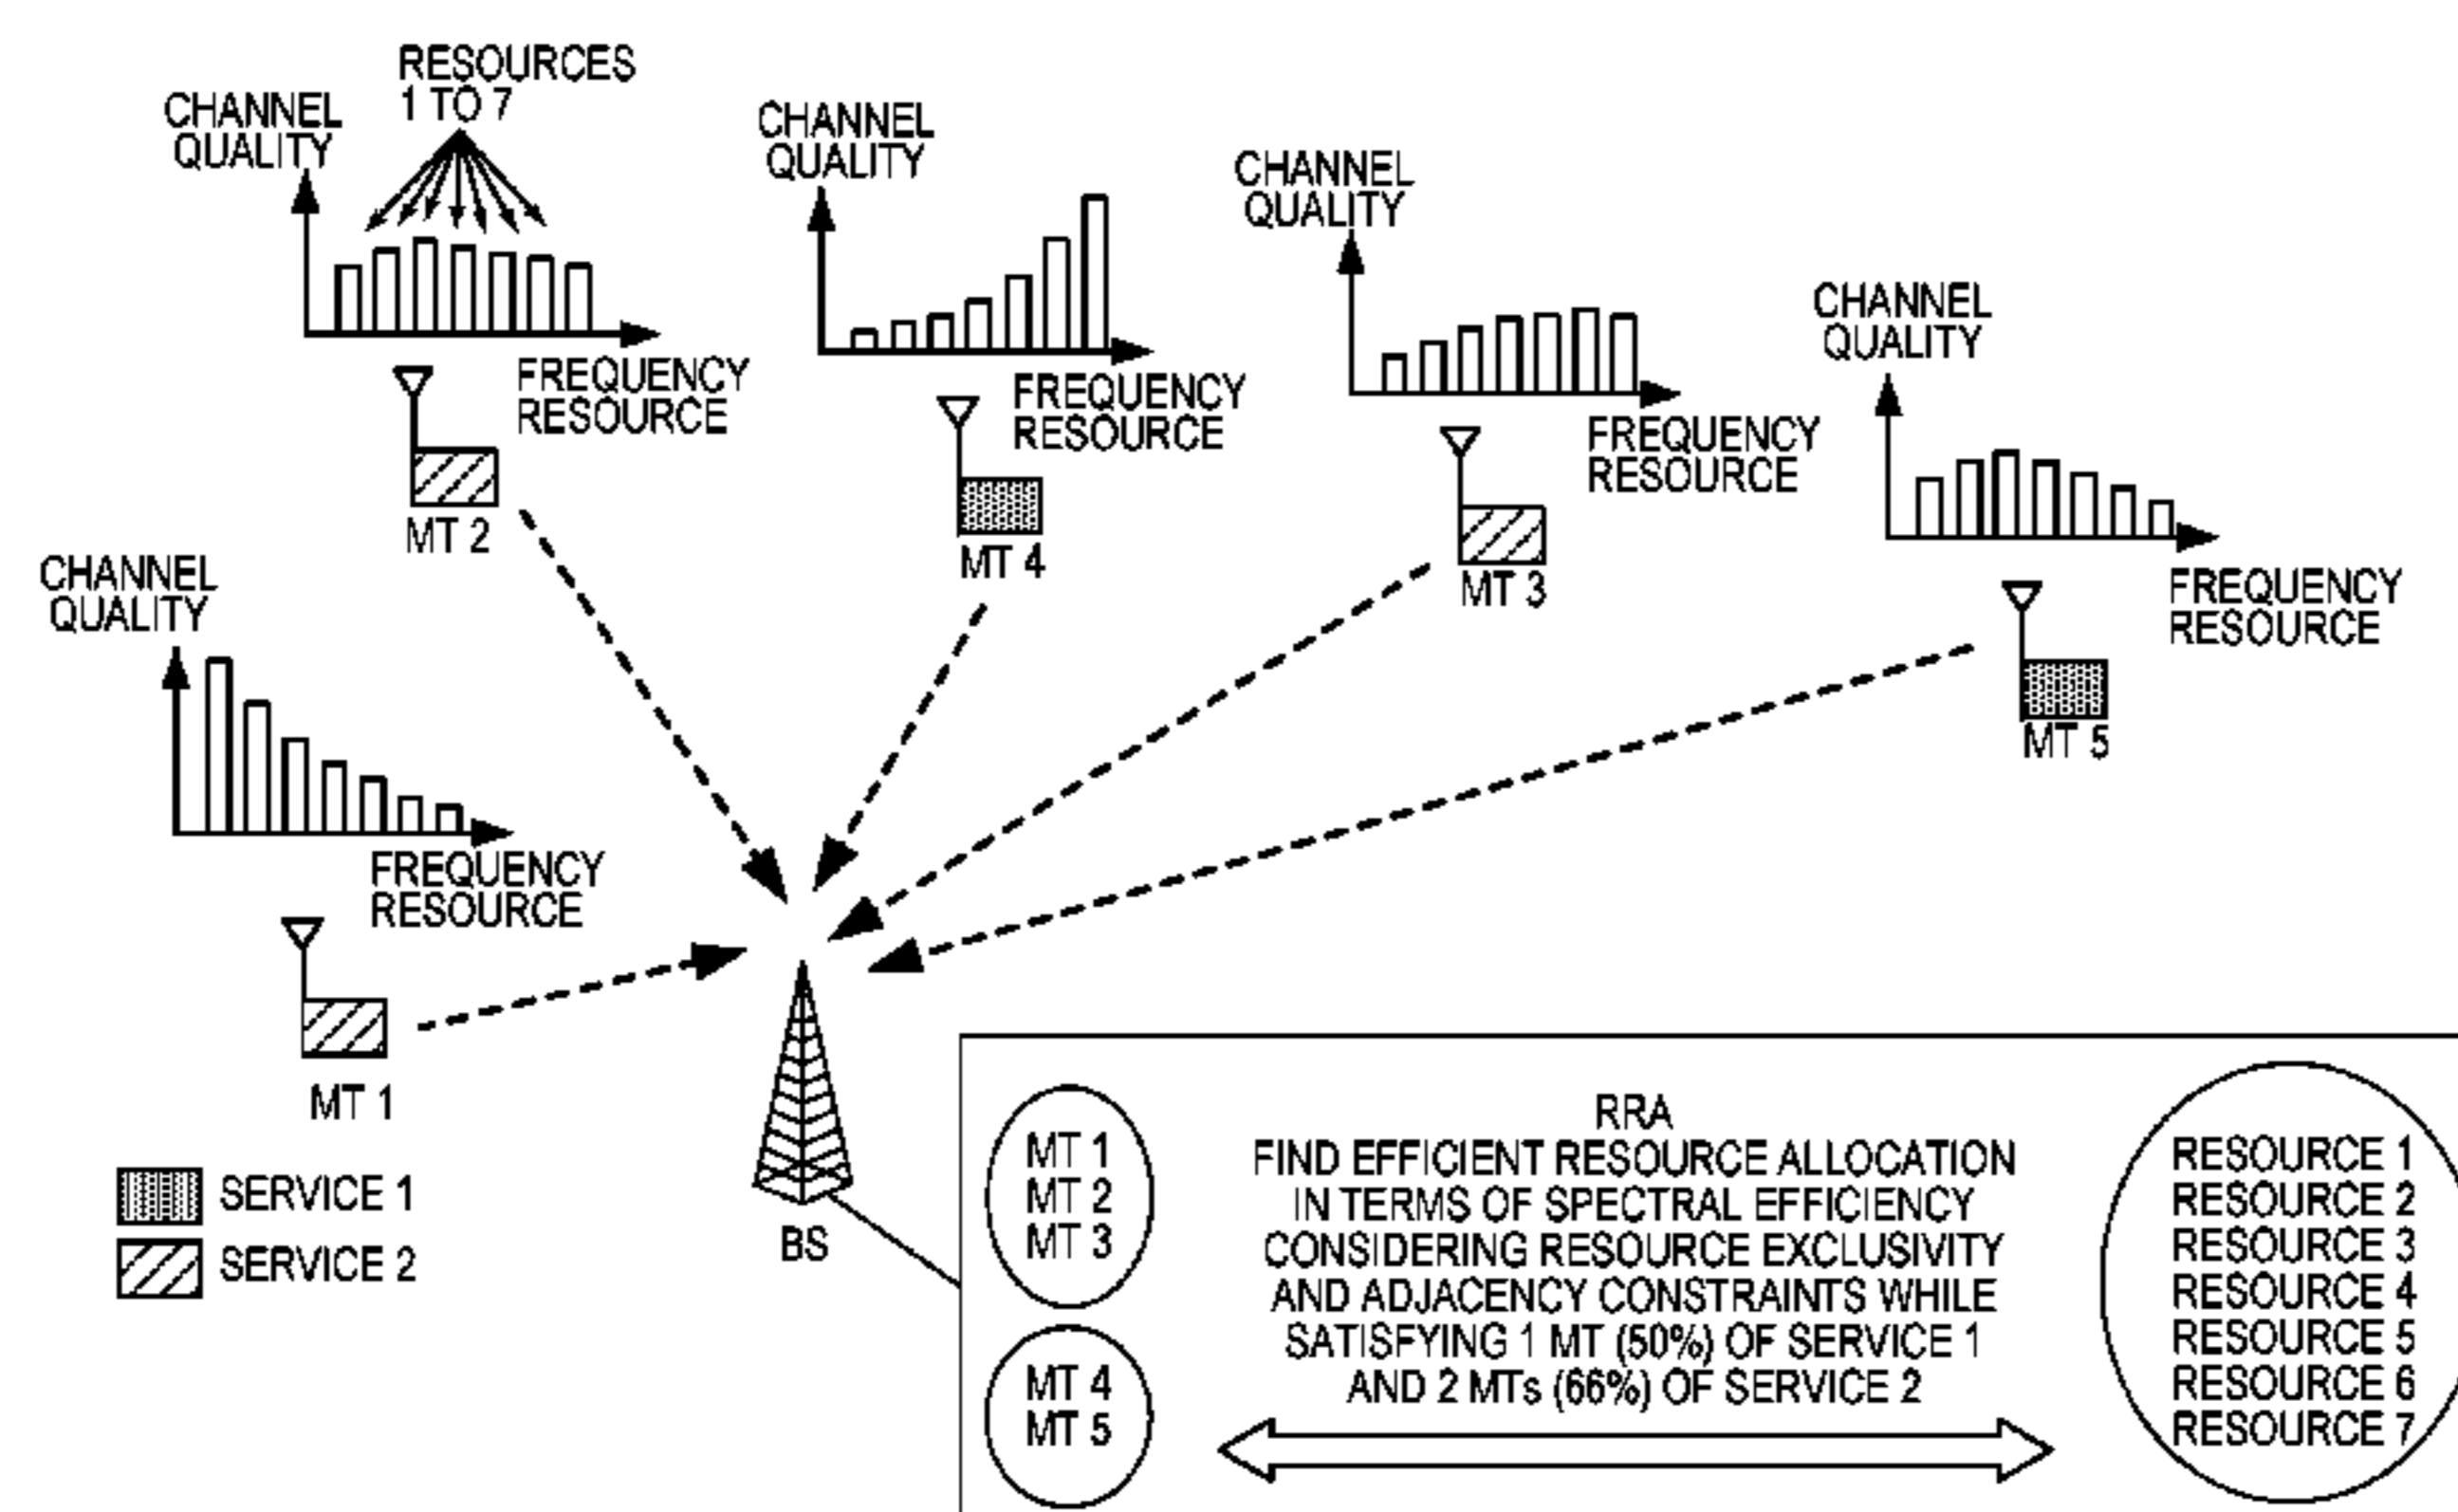 RESOURCES
1 TO 7
CHANNEL
QUALITY
FREQUENCY
RESOURCE
MT 2
CHANNEL
QUALITY
FREQUENCY
RESOURCE
MT 4
CHANNEL
QUALITY
FREQUENCY
RESOURCE
MT 3
CHANNEL
QUALITY
FREQUENCY
RESOURCE
MT 5
CHANNEL
QUALITY
FREQUENCY
RESOURCE
MT 1
SERVICE 1
SERVICE 2
BS
MT 1
MT 2
MT 3
MT 4
MT 5
RRA
FIND EFFICIENT RESOURCE ALLOCATION
IN TERMS OF SPECTRAL EFFICIENCY
CONSIDERING RESOURCE EXCLUSIVITY
AND ADJACENCY CONSTRAINTS WHILE
SATISFYING 1 MT (50%) OF SERVICE 1
AND 2 MTs (66%) OF SERVICE 2
RESOURCE 1
RESOURCE 2
RESOURCE 3
RESOURCE 4
RESOURCE 5
RESOURCE 6
RESOURCE 7